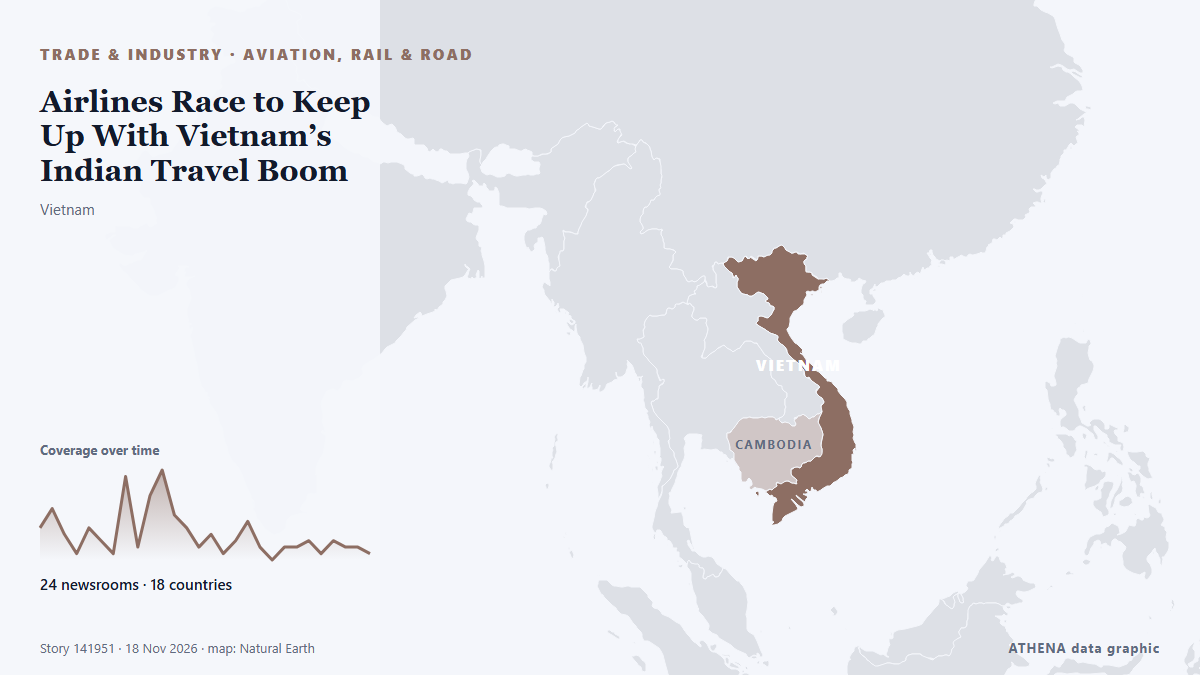 TRADE & INDUSTRY · AVIATION, RAIL & ROAD
Airlines Race to Keep
Up With Vietnam’s
Indian Travel Boom
Vietnam
VIETNAM
CAMBODIA
Coverage over time
24 newsrooms · 18 countries
Story 141951 · 18 Nov 2026 · map: Natural Earth
ATHENA data graphic